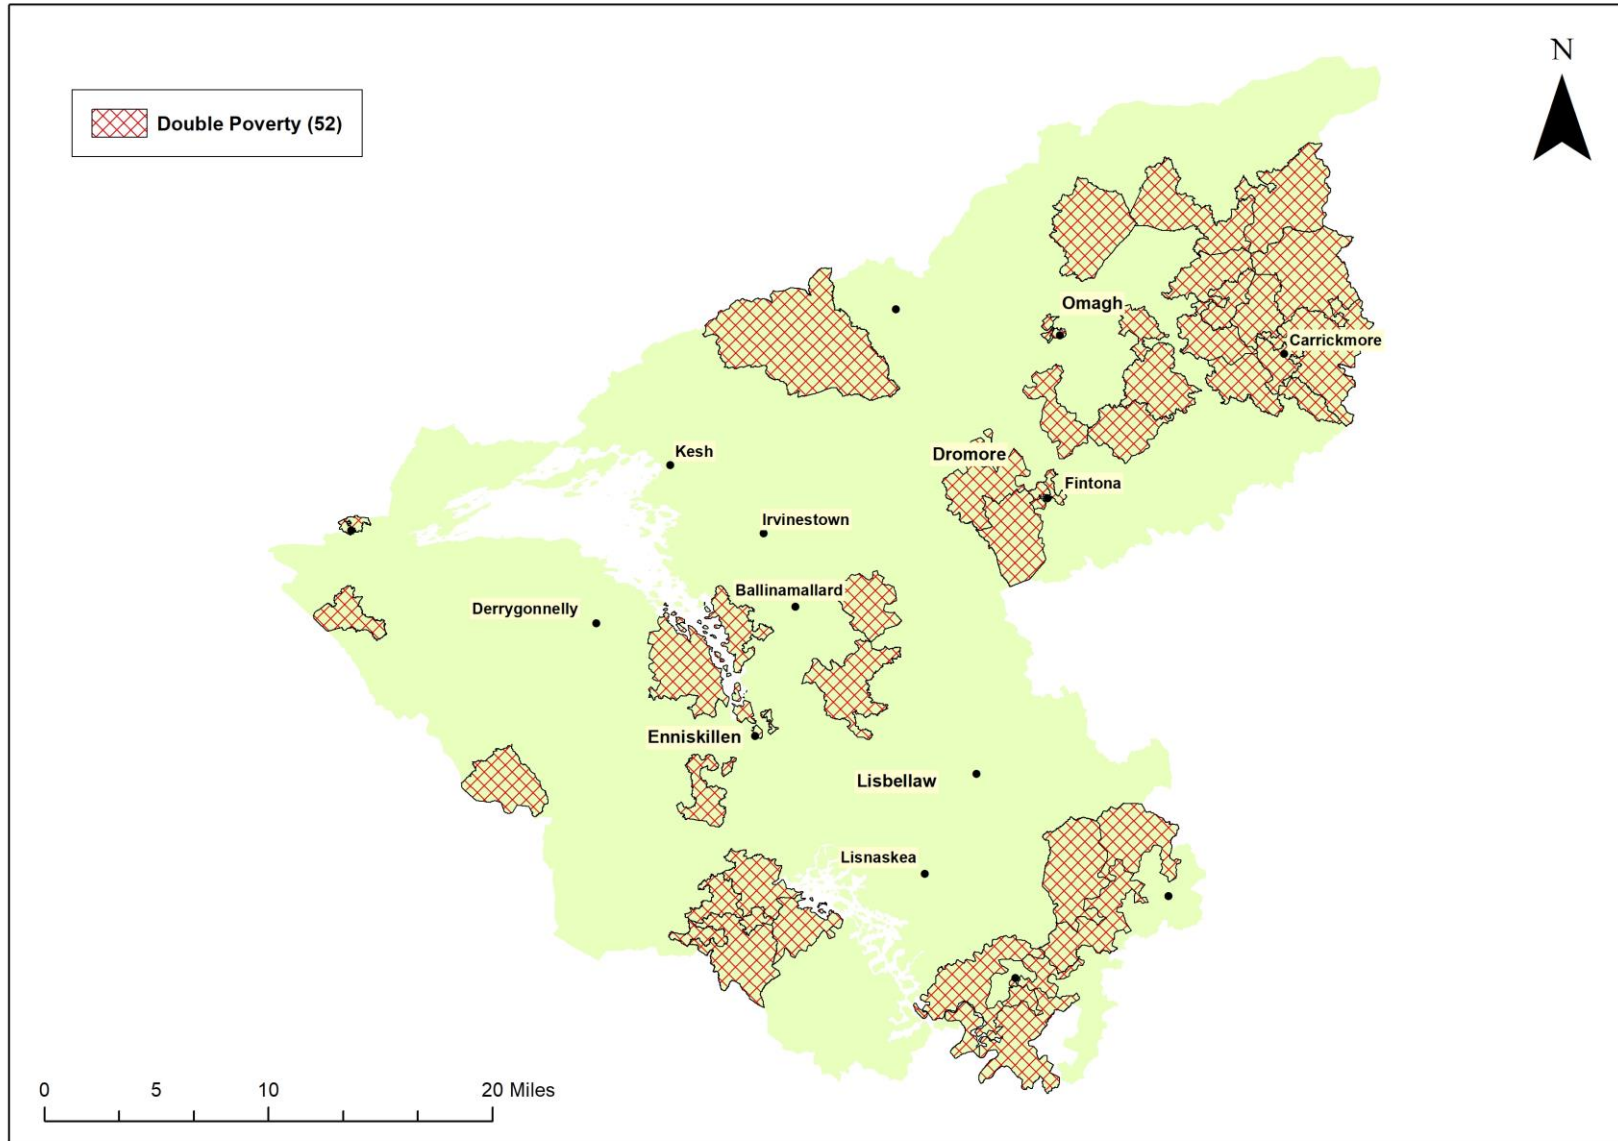 N
Double Poverty (52)
Omagh
Carrickmore
Kesh
Dromore
Fintona
Irvinestown
Ballinamallard
Derrygonnelly
Enniskillen
Lisbellaw
Lisnaskea
0 5 10 20 Miles